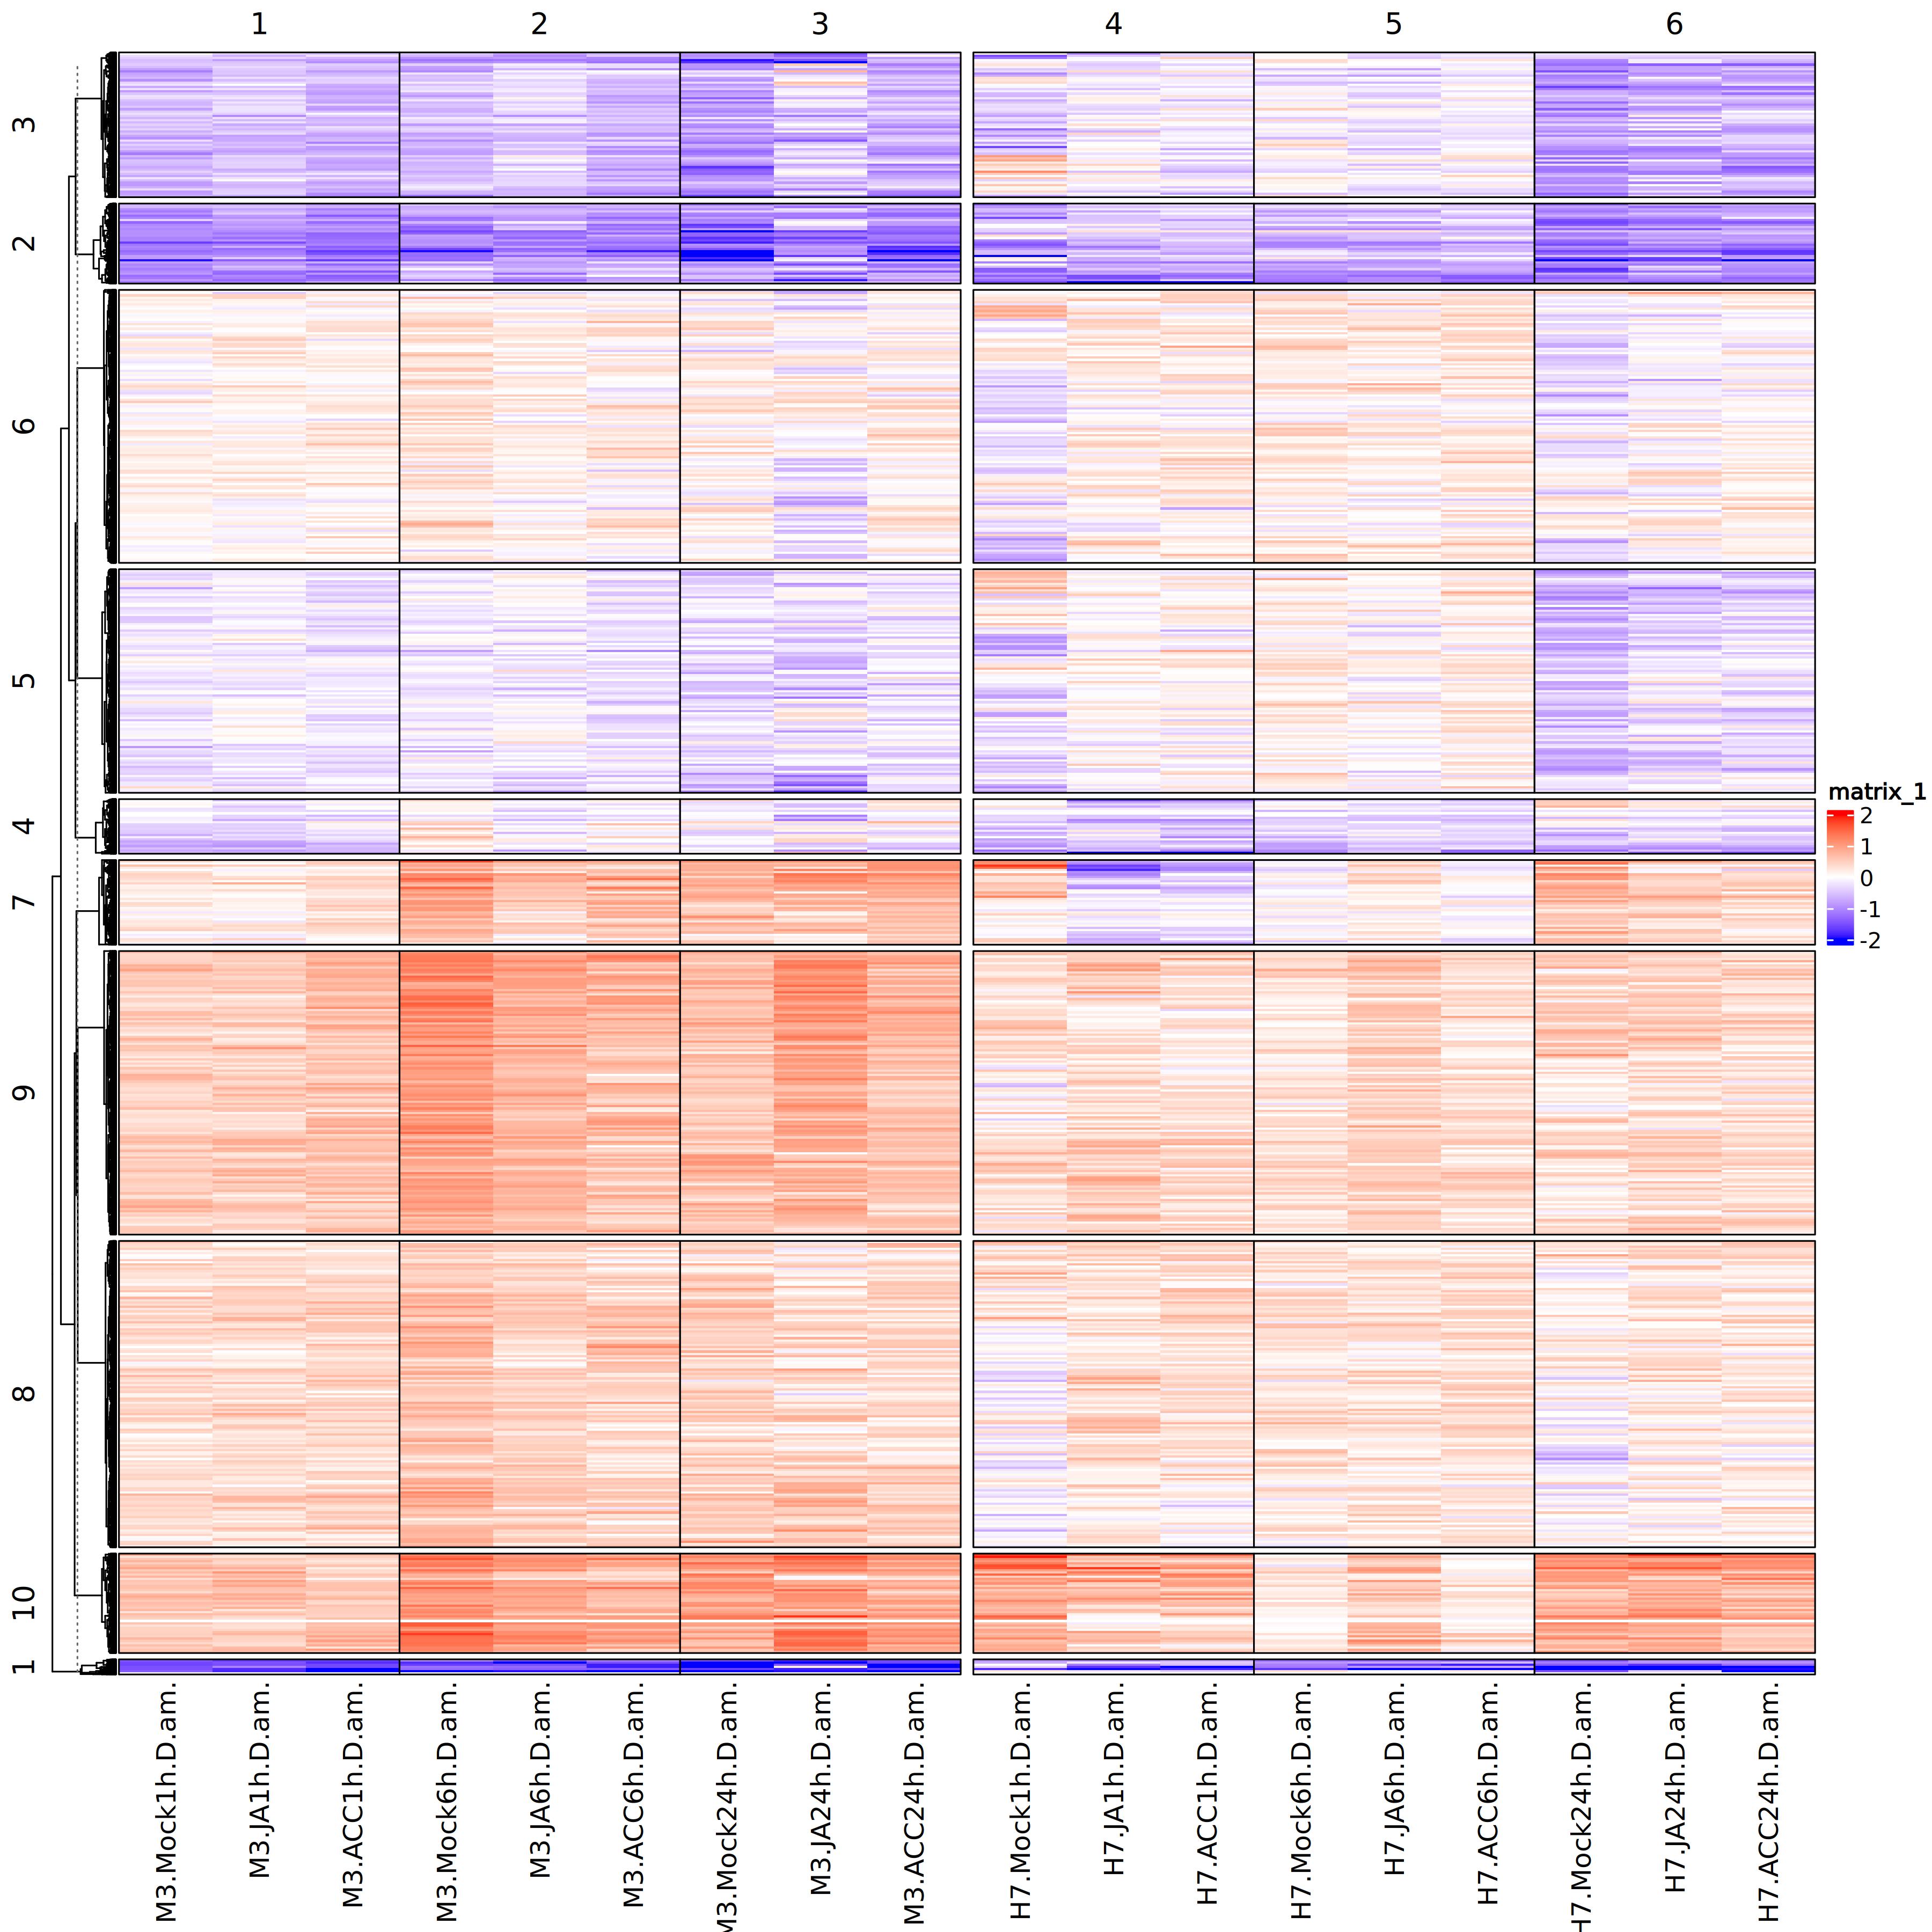 1 2 3 4 5 6
3
2
6
5
4
7
9
8
10
1
matrix_1
2
1
0
-1
-2
M3.Mock1h.D.am.
M3.JA1h.D.am.
M3.ACC1h.D.am.
M3.Mock6h.D.am.
M3.JA6h.D.am.
M3.ACC6h.D.am.
M3.Mock24h.D.am.
M3.JA24h.D.am.
M3.ACC24h.D.am.
H7.Mock1h.D.am.
H7.JA1h.D.am.
H7.ACC1h.D.am.
H7.Mock6h.D.am.
H7.JA6h.D.am.
H7.ACC6h.D.am.
H7.Mock24h.D.am.
H7.JA24h.D.am.
H7.ACC24h.D.am.